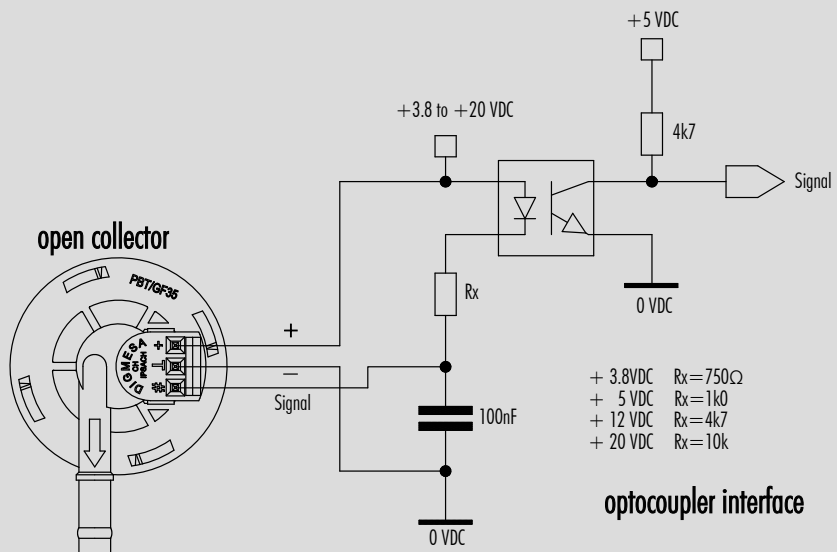 +5 VDC
+3.8 to +20 VDC
4k7
Signal
open collector
PBT/GF35
Rx
0 VDC
+
DIGMESA
CH
IPSACH
+
⊥
#
−
Signal
100nF
+ 3.8VDC Rx=750Ω
+ 5 VDC Rx=1k0
+ 12 VDC Rx=4k7
+ 20 VDC Rx=10k
optocoupler interface
0 VDC